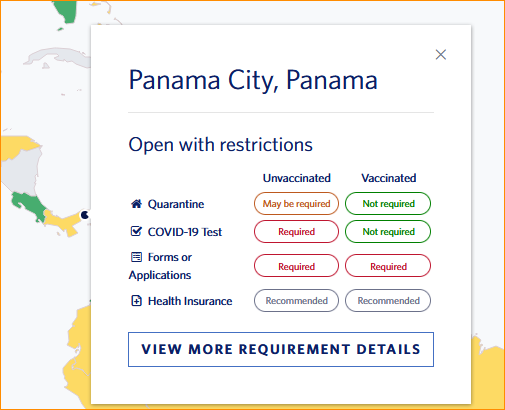 Panama City, Panama
Open with restrictions
Unvaccinated Vaccinated
Quarantine May be required Not required
COVID-19 Test Required Not required
Forms or
Applications Required Required
Health Insurance Recommended Recommended
VIEW MORE REQUIREMENT DETAILS